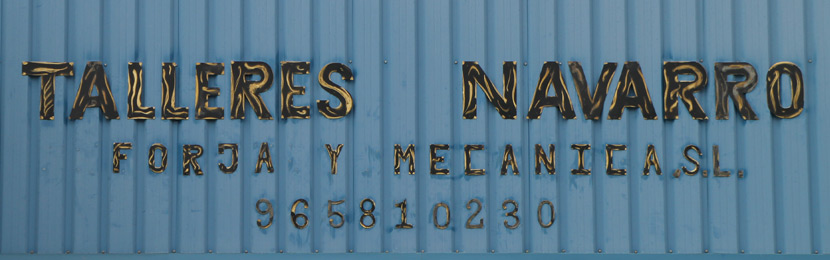 TALLERES NAVARRO
FORJA Y MECANICA, S.L.
965810230